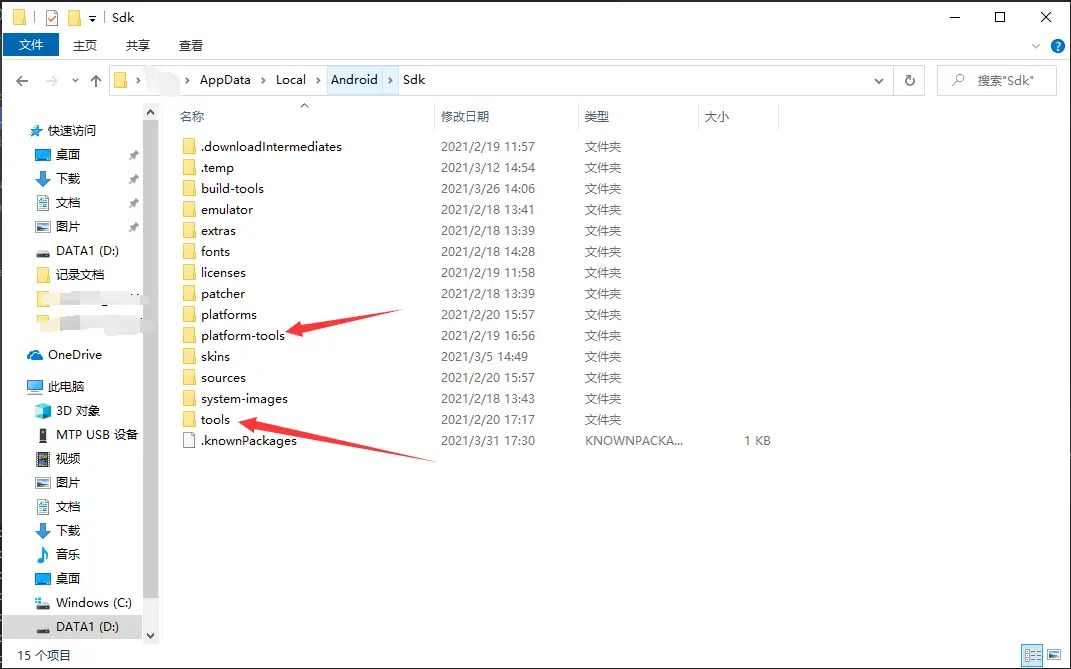 Sdk
文件 主页 共享 查看
AppData Local Android Sdk 搜索"Sdk"
名称 修改日期 类型 大小
快速访问
桌面
下载
文档
图片
DATA1 (D:)
记录文档
OneDrive
此电脑
3D 对象
MTP USB 设备
视频
图片
文档
下载
音乐
桌面
Windows (C:)
DATA1 (D:)
.downloadIntermediates 2021/2/19 11:57 文件夹
.temp 2021/3/12 14:54 文件夹
build-tools 2021/3/26 14:06 文件夹
emulator 2021/2/18 13:41 文件夹
extras 2021/2/18 13:39 文件夹
fonts 2021/2/18 14:28 文件夹
licenses 2021/2/19 11:58 文件夹
patcher 2021/2/18 13:39 文件夹
platforms 2021/2/20 15:57 文件夹
platform-tools 2021/2/19 16:56 文件夹
skins 2021/3/5 14:49 文件夹
sources 2021/2/20 15:57 文件夹
system-images 2021/2/18 13:43 文件夹
tools 2021/2/20 17:17 文件夹
.knownPackages 2021/3/31 17:30 KNOWNPACKA... 1 KB
15 个项目